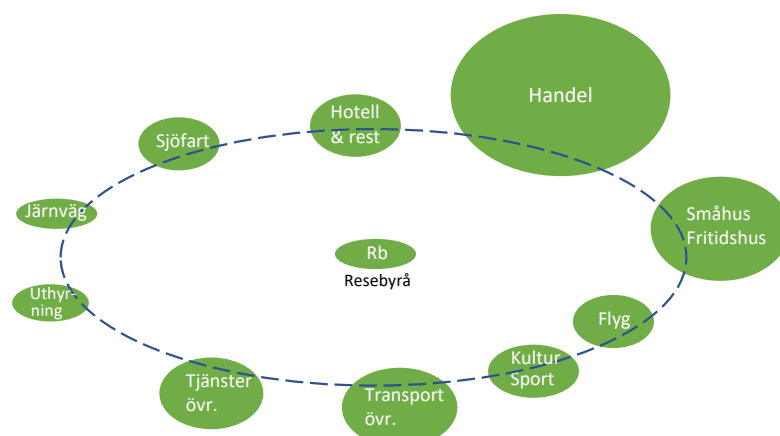 Handel
Hotell
& rest
Sjöfart
Järnväg
Småhus
Fritidshus
Rb
Resebyrå
Uthyr-
ning
Flyg
Kultur
Sport
Tjänster
övr.
Transport
övr.